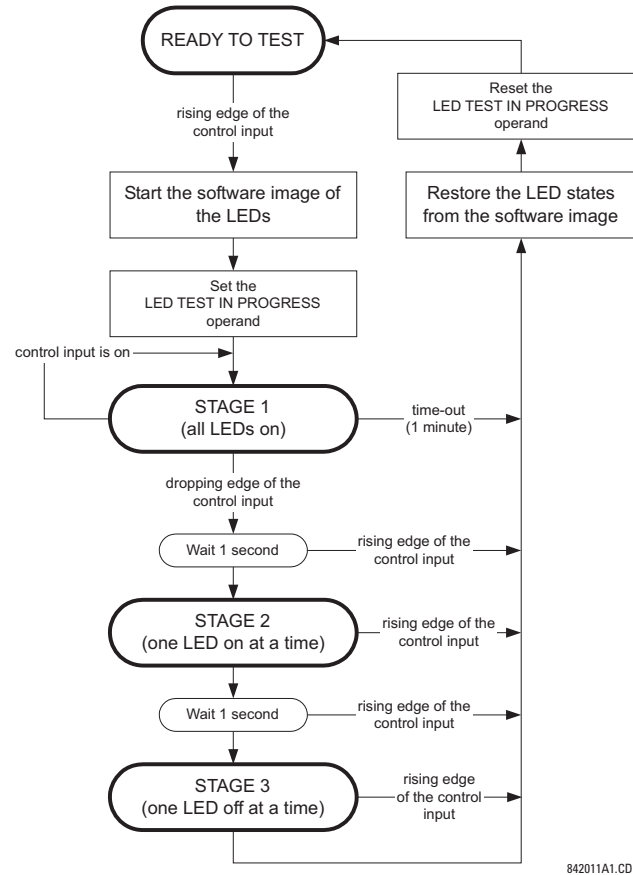 READY TO TEST
rising edge of the
control input
Start the software image of
the LEDs
Set the
LED TEST IN PROGRESS
operand
control input is on
STAGE 1
(all LEDs on)
time-out
(1 minute)
dropping edge of the
control input
Wait 1 second
rising edge of the
control input
STAGE 2
(one LED on at a time)
rising edge of the
control input
Wait 1 second
rising edge of the
control input
STAGE 3
(one LED off at a time)
rising edge
of the control
input
Restore the LED states
from the software image
Reset the
LED TEST IN PROGRESS
operand
842011A1.CD